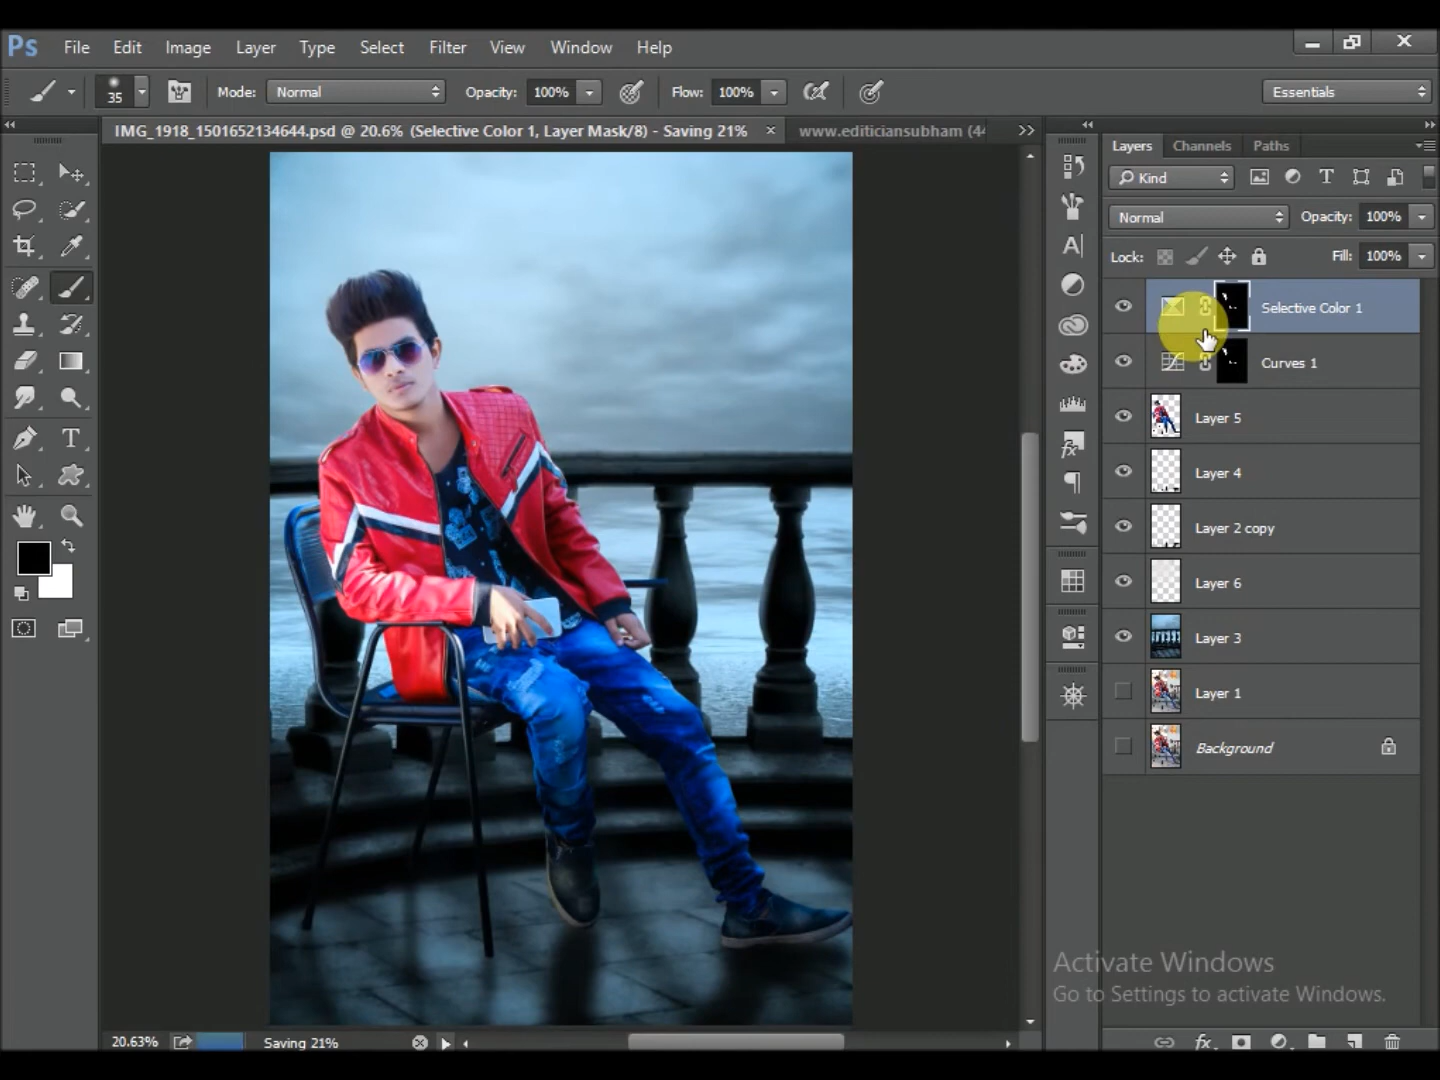 Ps File Edit Image Layer Type Select Filter View Window Help
35 Mode: Normal Opacity: 100% Flow: 100% Essentials
IMG_1918_1501652134644.psd @ 20.6% (Selective Color 1, Layer Mask/8) - Saving 21% × www.editiciansubham (44
Layers Channels Paths
Kind
Normal Opacity: 100%
Lock: Fill: 100%
Selective Color 1
Curves 1
Layer 5
Layer 4
Layer 2 copy
Layer 6
Layer 3
Layer 1
Background
Activate Windows
Go to Settings to activate Windows.
20.63% Saving 21%